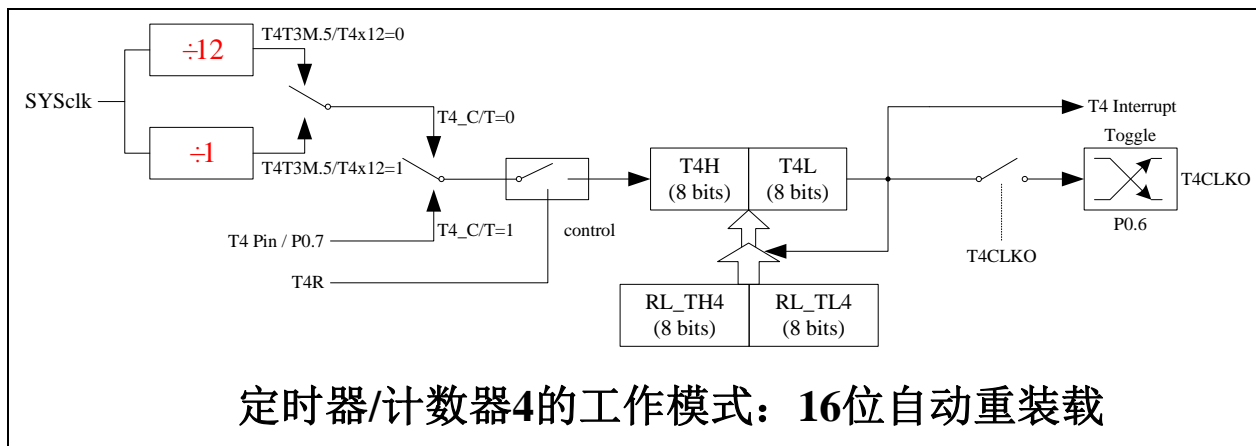 ÷12
T4T3M.5/T4x12=0
SYSclk
÷1
T4T3M.5/T4x12=1
T4_C/T=0
T4_C/T=1
T4 Pin / P0.7
T4R
control
T4H
(8 bits)
T4L
(8 bits)
RL_TH4
(8 bits)
RL_TL4
(8 bits)
T4 Interrupt
Toggle
T4CLKO
P0.6
T4CLKO
定时器/计数器4的工作模式：16位自动重装载